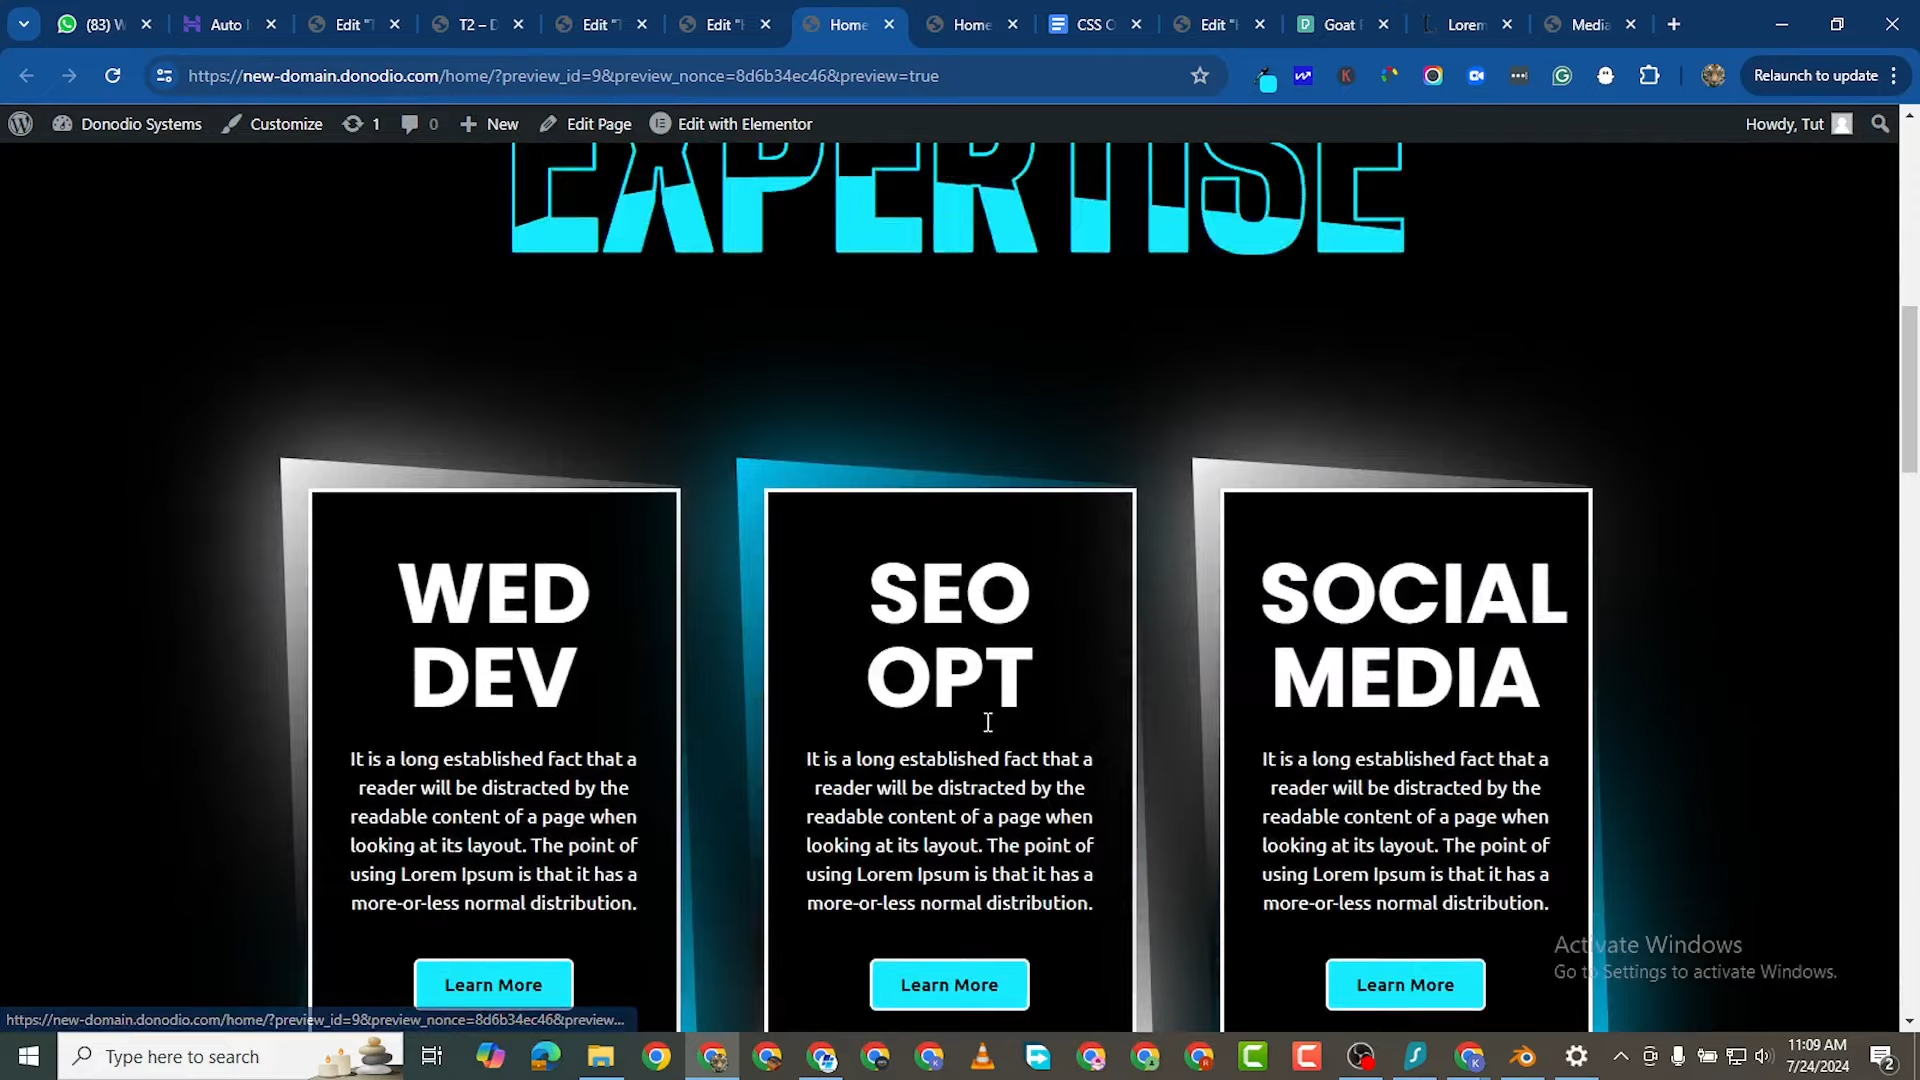 (83) W
Auto
Edit "T
T2 – D
Edit "T
Edit "H
Home
Home
CSS C
Edit "H
Goat F
Lorem
Media
https://new-domain.donodio.com/home/?preview_id=9&preview_nonce=8d6b34ec46&preview=true
Relaunch to update
Donodio Systems
Customize
1
0
New
Edit Page
Edit with Elementor
Howdy, Tut
EXPERTISE
WED
DEV
It is a long established fact that a
reader will be distracted by the
readable content of a page when
looking at its layout. The point of
using Lorem Ipsum is that it has a
more-or-less normal distribution.
Learn More
SEO
OPT
It is a long established fact that a
reader will be distracted by the
readable content of a page when
looking at its layout. The point of
using Lorem Ipsum is that it has a
more-or-less normal distribution.
Learn More
SOCIAL
MEDIA
It is a long established fact that a
reader will be distracted by the
readable content of a page when
looking at its layout. The point of
using Lorem Ipsum is that it has a
more-or-less normal distribution.
Learn More
Activate Windows
Go to Settings to activate Windows.
https://new-domain.donodio.com/home/?preview_id=9&preview_nonce=8d6b34ec46&preview...
Type here to search
11:09 AM
7/24/2024
2